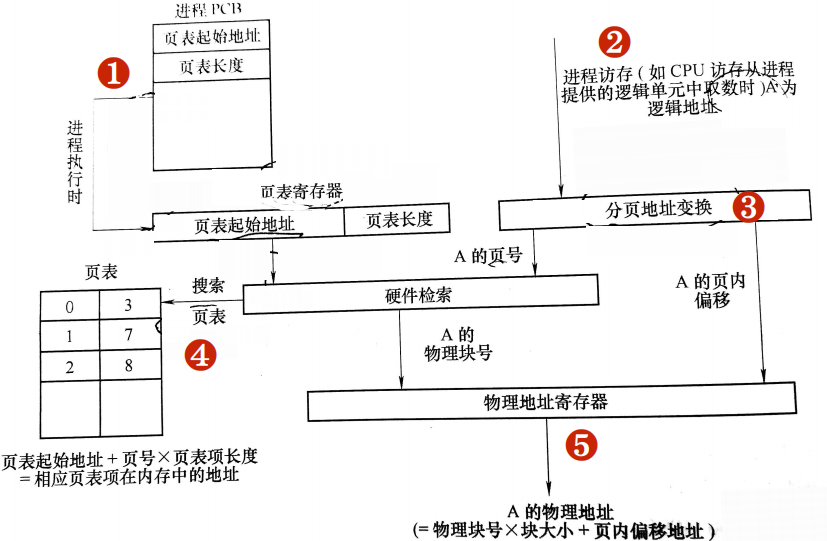 进程 PCB
页表起始地址
页表长度
❶
进程执行时
❷
进程访存 ( 如 CPU 访存从进程
提供的逻辑单元中取数时 )A 为
逻辑地址
页表寄存器
页表起始地址
页表长度
分页地址变换
❸
A 的页号
A 的页内
偏移
页表
搜索
页表
硬件检索
0 3
1 7
2 8
❹
A 的
物理块号
物理地址寄存器
页表起始地址 + 页号 × 页表项长度
= 相应页表项在内存中的地址
❺
A 的物理地址
(= 物理块号 × 块大小 + 页内偏移地址 )